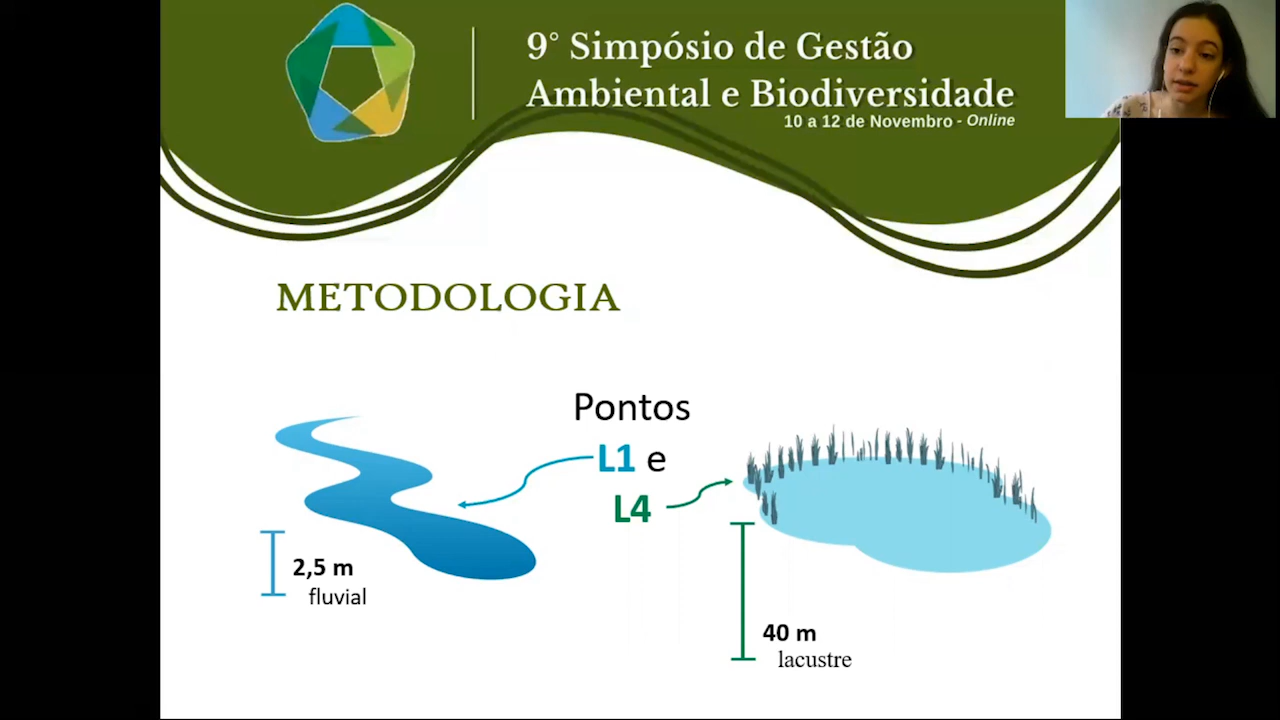 9° Simpósio de Gestão
Ambiental e Biodiversidade
10 a 12 de Novembro - Online
METODOLOGIA
Pontos
L1 e
L4
2,5 m
fluvial
40 m
lacustre